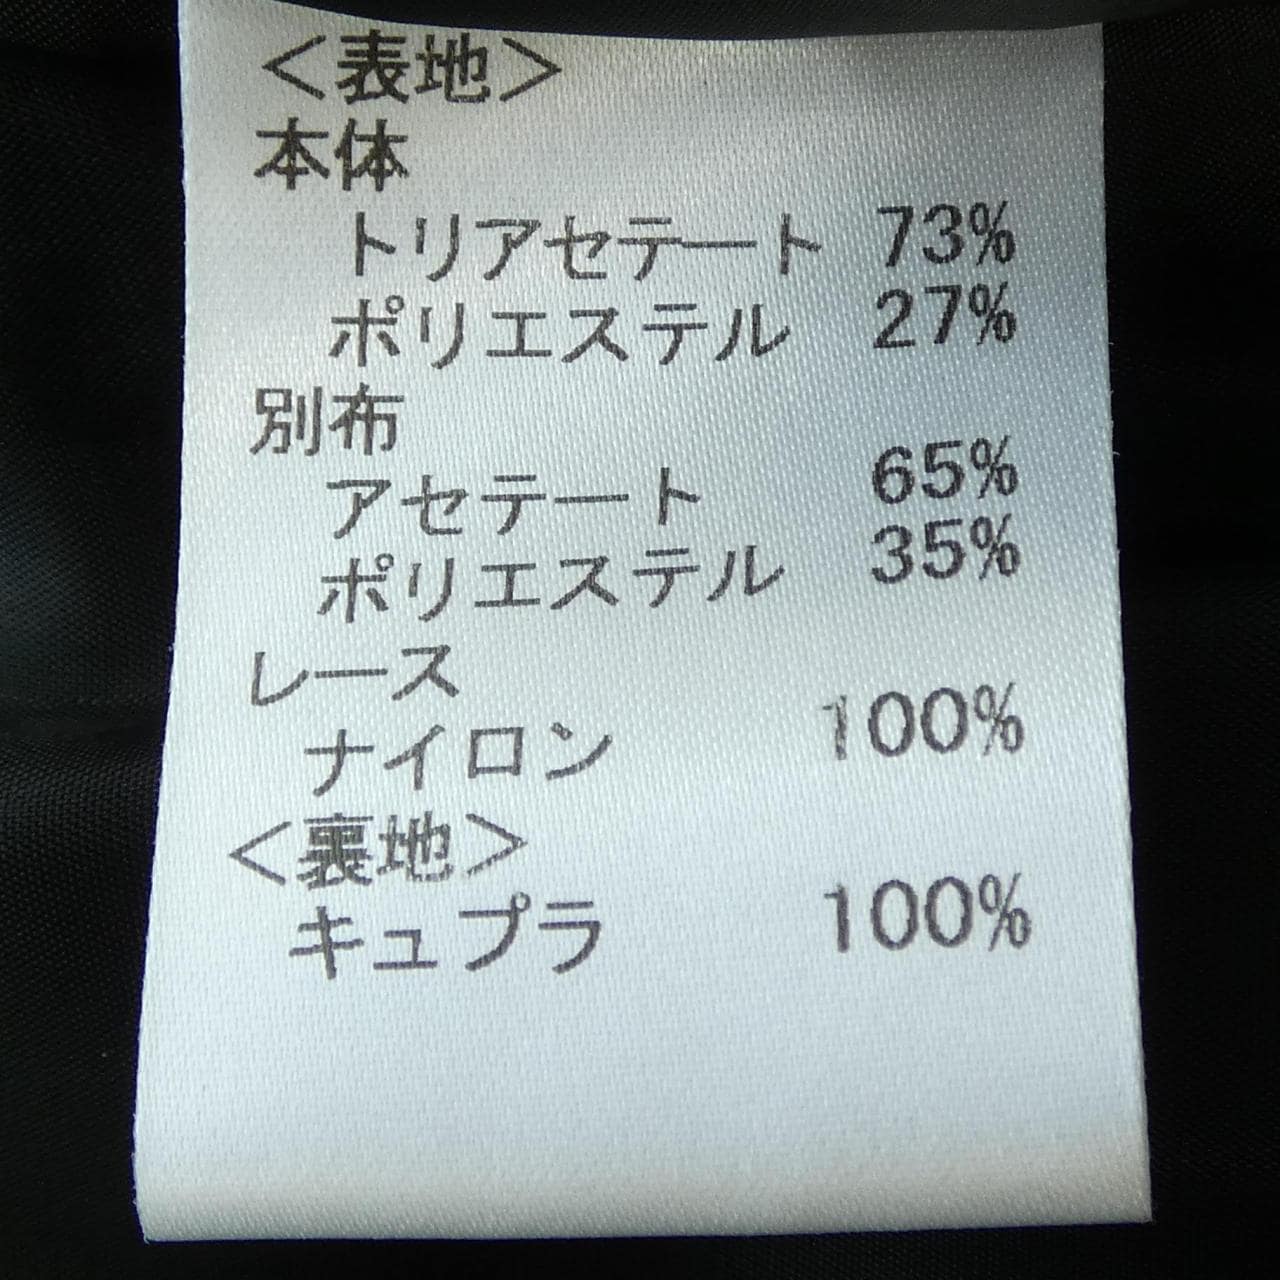 ＜表地＞
本体
トリアセテート 73%
ポリエステル 27%
別布
アセテート 65%
ポリエステル 35%
レース
ナイロン 100%
＜裏地＞
キュプラ 100%